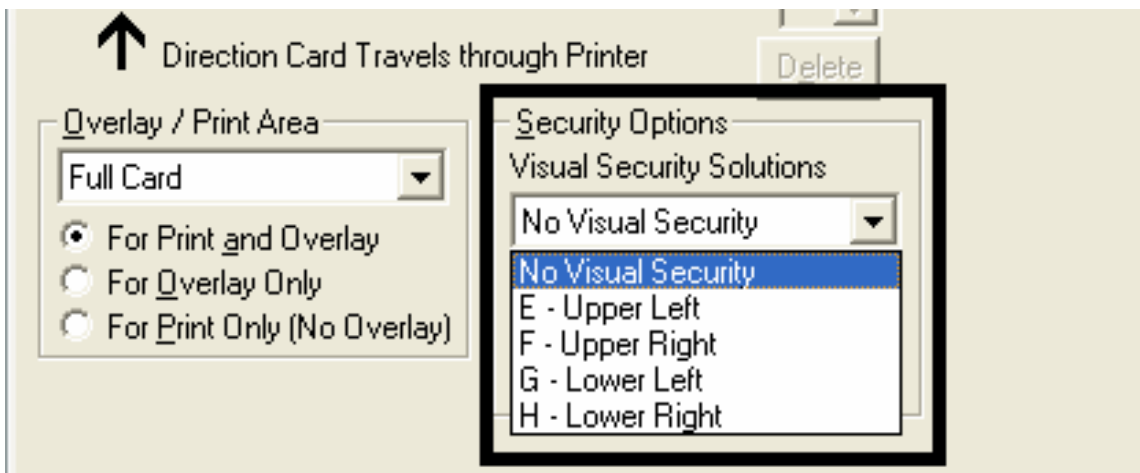 Direction Card Travels through Printer
Delete
Overlay / Print Area
Full Card
For Print and Overlay
For Overlay Only
For Print Only (No Overlay)
Security Options
Visual Security Solutions
No Visual Security
No Visual Security
E - Upper Left
F - Upper Right
G - Lower Left
H - Lower Right